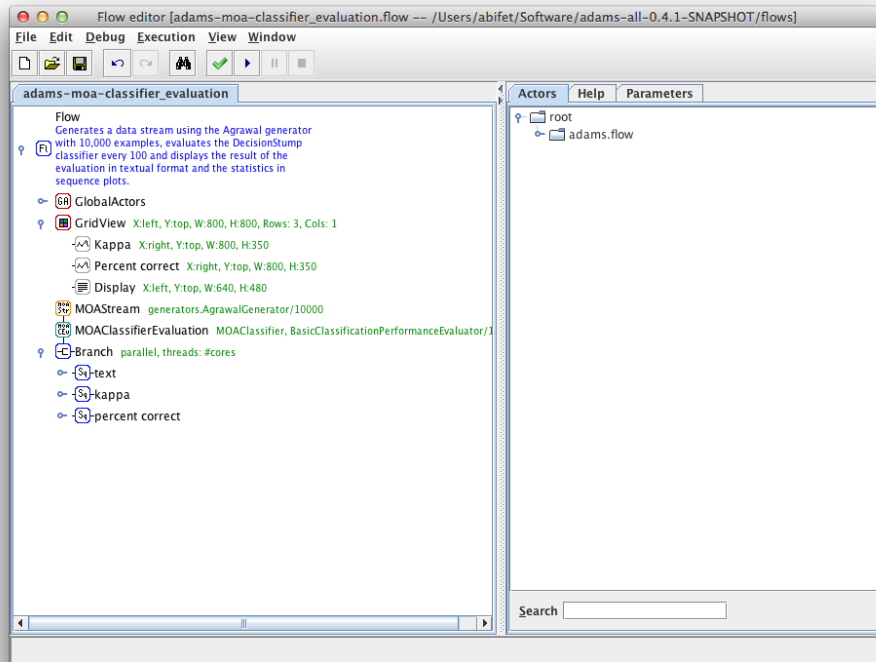 Flow editor [adams-moa-classifier_evaluation.flow -- /Users/abifet/Software/adams-all-0.4.1-SNAPSHOT/flows]
File Edit Debug Execution View Window
adams-moa-classifier_evaluation
Flow
Generates a data stream using the Agrawal generator
with 10,000 examples, evaluates the DecisionStump
classifier every 100 and displays the result of the
evaluation in textual format and the statistics in
sequence plots.
GlobalActors
GridView X:left, Y:top, W:800, H:800, Rows: 3, Cols: 1
Kappa X:right, Y:top, W:800, H:350
Percent correct X:right, Y:top, W:800, H:350
Display X:left, Y:top, W:640, H:480
MOAStream generators.AgrawalGenerator/10000
MOAClassifierEvaluation MOAClassifier, BasicClassificationPerformanceEvaluator/1
Branch parallel, threads: #cores
text
kappa
percent correct
Actors Help Parameters
root
adams.flow
Search